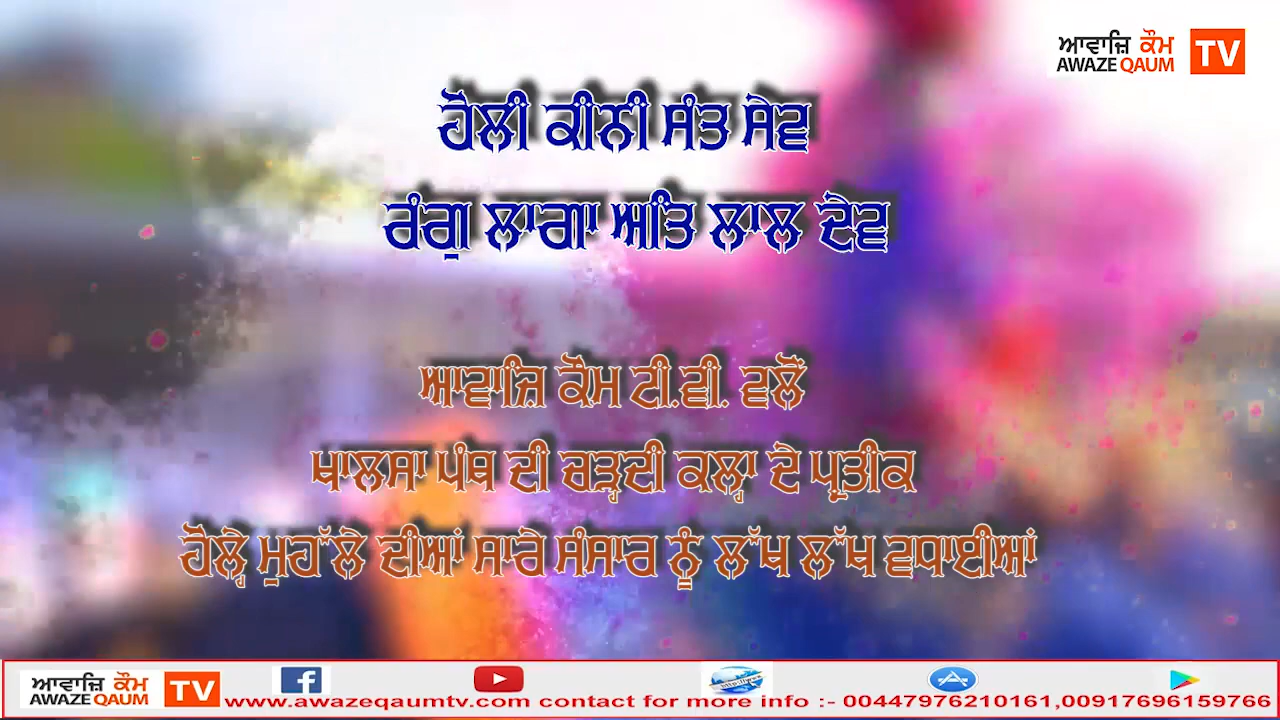 ਆਵਾਜ਼ਿ ਕੌਮ
AWAZE QAUM TV
ਹੋਲੀ ਕੀਨੀ ਸੰਤ ਸੇਵ
ਰੰਗੁ ਲਾਗਾ ਅਤਿ ਲਾਲ ਦੇਵ
ਆਵਾਜ਼ਿ ਕੌਮ ਟੀ.ਵੀ. ਵਲੋਂ
ਖਾਲਸਾ ਪੰਥ ਦੀ ਚੜ੍ਹਦੀ ਕਲ੍ਹਾ ਦੇ ਪ੍ਰਤੀਕ
ਹੋਲ੍ਹੇ ਮੁਹੱਲੇ ਦੀਆਂ ਸਾਰੇ ਸੰਸਾਰ ਨੂੰ ਲੱਖ ਲੱਖ ਵਧਾਈਆਂ
ਆਵਾਜ਼ਿ ਕੌਮ
AWAZE QAUM TV
www.awazeqaumtv.com contact for more info :- 00447976210161,00917696159766